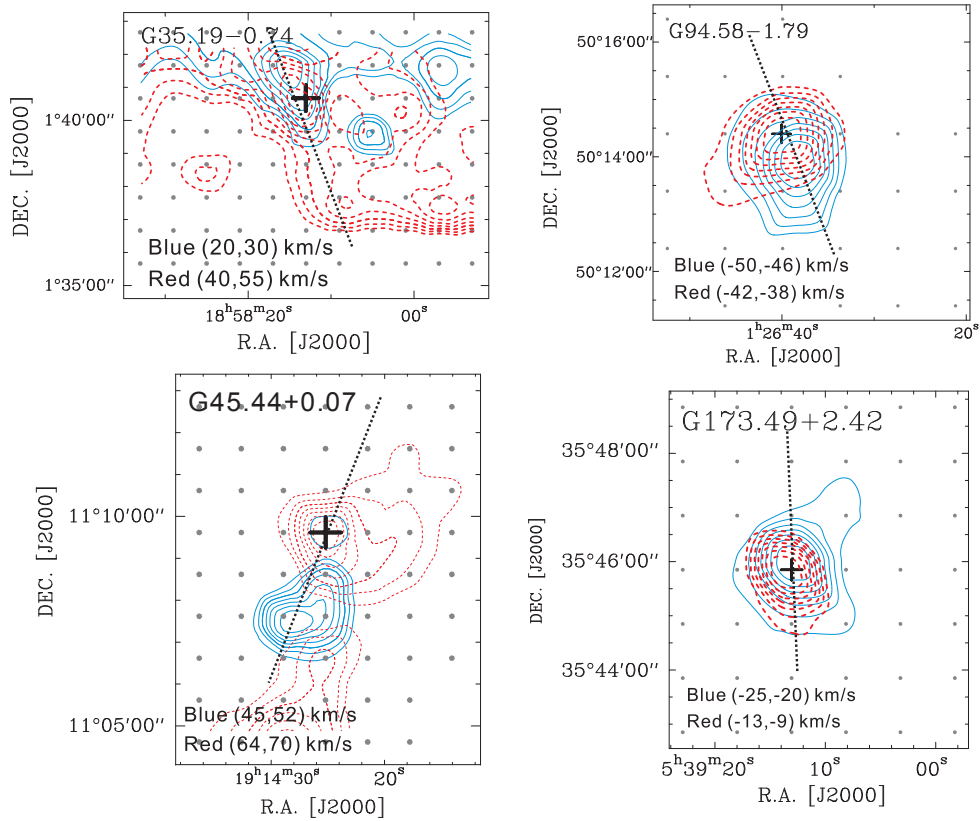 G35.19−0.74
1°40′00″
1°35′00″
DEC. [J2000]
Blue (20,30) km/s
Red (40,55) km/s
18ʰ58ᵐ20ˢ 00ˢ
R.A. [J2000]
G94.58−1.79
50°16′00″
50°14′00″
50°12′00″
DEC. [J2000]
Blue (-50,-46) km/s
Red (-42,-38) km/s
1ʰ26ᵐ40ˢ 20ˢ
R.A. [J2000]
G45.44+0.07
11°10′00″
11°05′00″
DEC. [J2000]
Blue (45,52) km/s
Red (64,70) km/s
19ʰ14ᵐ30ˢ 20ˢ
R.A. [J2000]
G173.49+2.42
35°48′00″
35°46′00″
35°44′00″
DEC. [J2000]
Blue (-25,-20) km/s
Red (-13,-9) km/s
5ʰ39ᵐ20ˢ 10ˢ 00ˢ
R.A. [J2000]